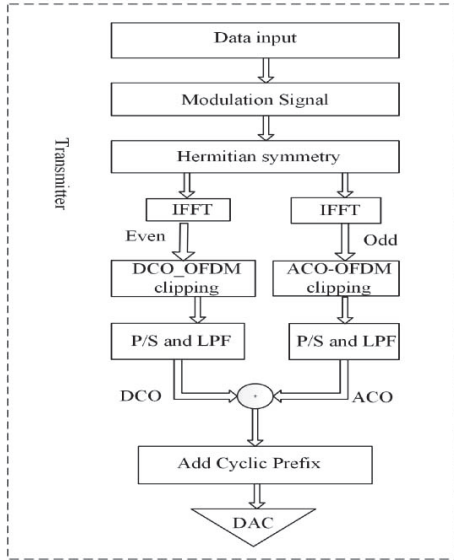 Data input
Modulation Signal
Hermitian symmetry
Transmitter
IFFT
IFFT
Even
Odd
DCO_OFDM
clipping
ACO-OFDM
clipping
P/S and LPF
P/S and LPF
DCO
ACO
Add Cyclic Prefix
DAC